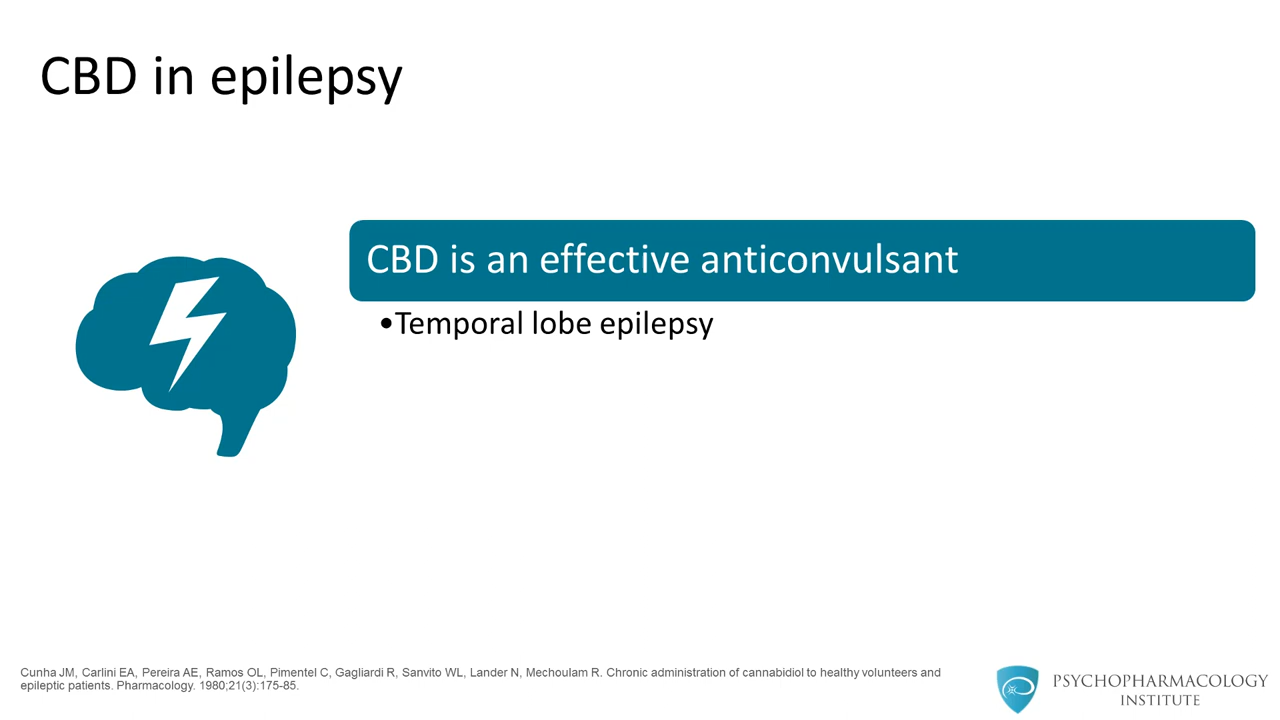 CBD in epilepsy
CBD is an effective anticonvulsant
•Temporal lobe epilepsy
Cunha JM, Carlini EA, Pereira AE, Ramos OL, Pimentel C, Gagliardi R, Sanvito WL, Lander N, Mechoulam R. Chronic administration of cannabidiol to healthy volunteers and
epileptic patients. Pharmacology. 1980;21(3):175-85.
PSYCHOPHARMACOLOGY
INSTITUTE